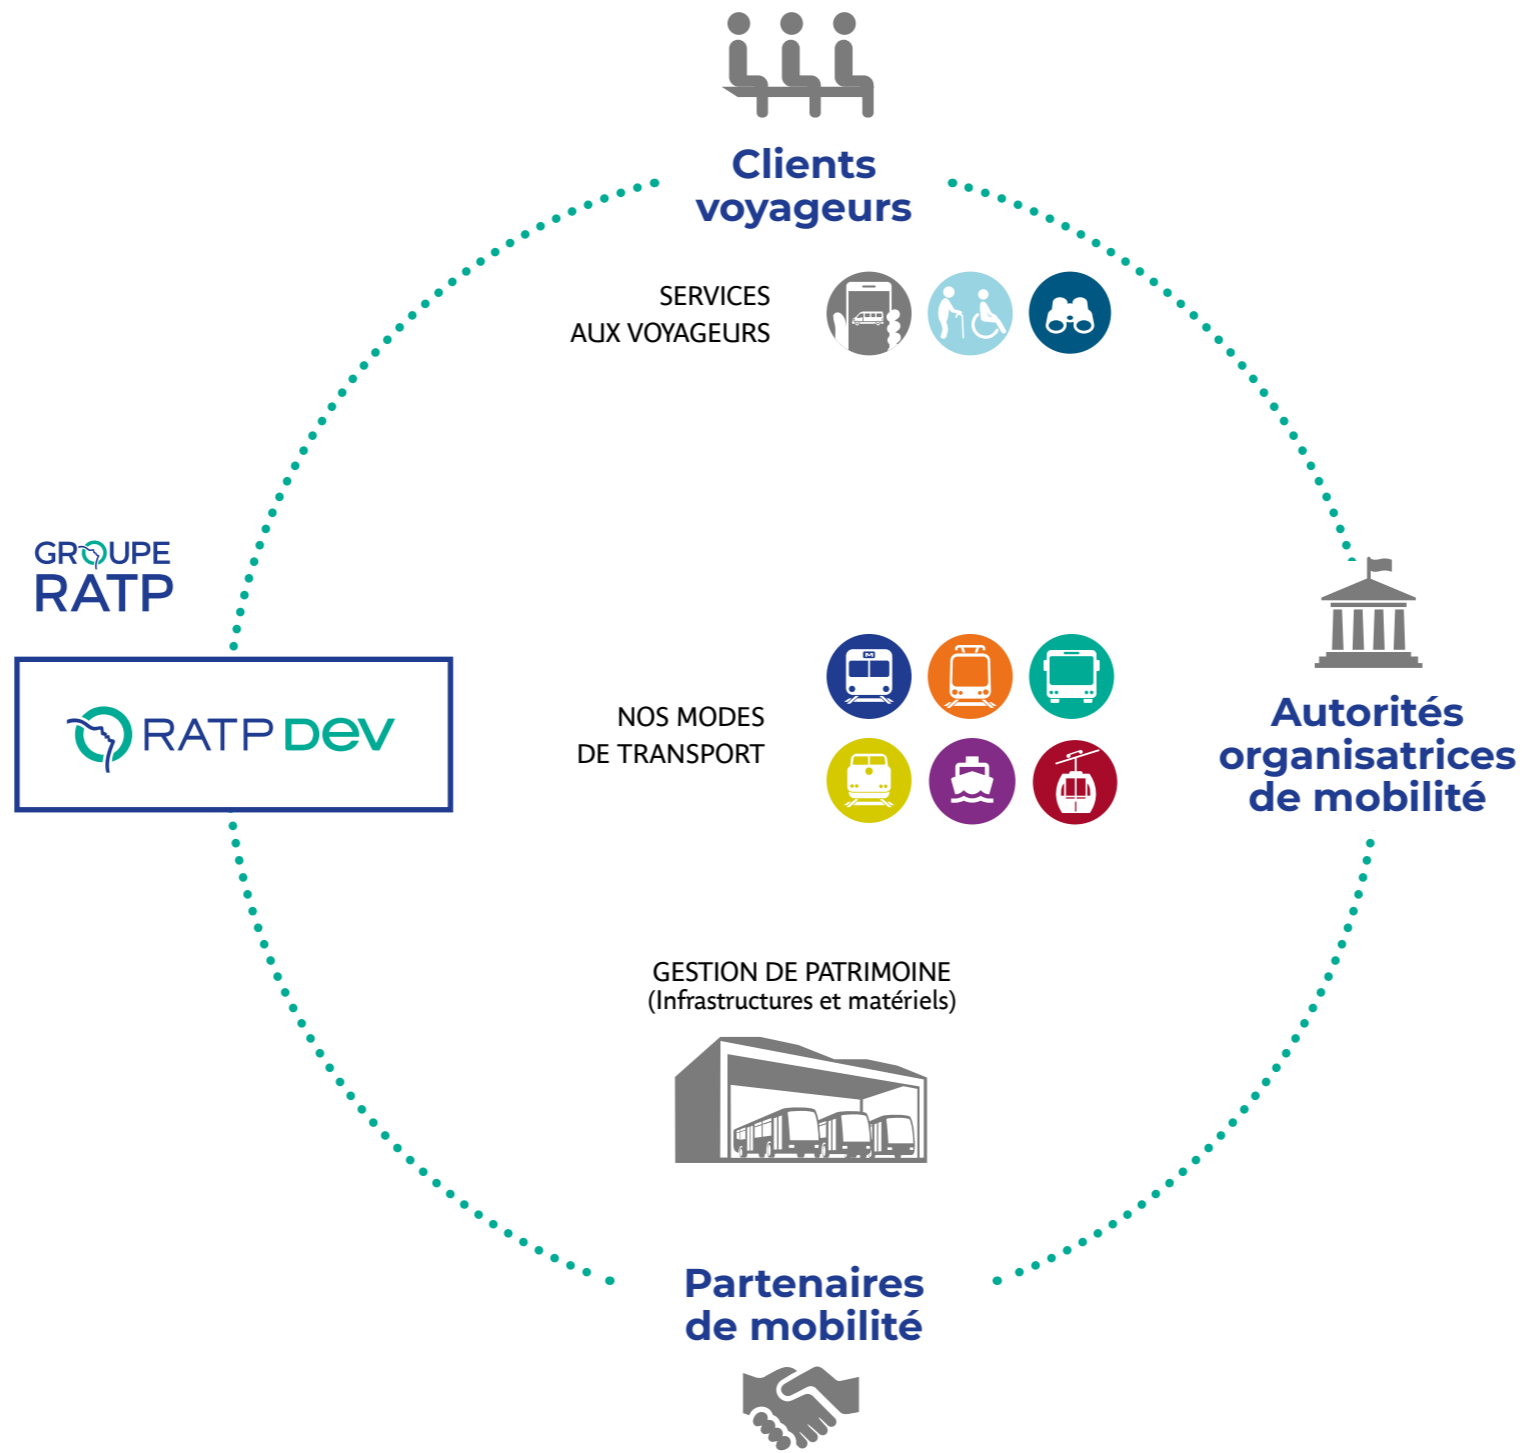 Clients
voyageurs
SERVICES
AUX VOYAGEURS
GROUPE
RATP
RATP DEV
NOS MODES
DE TRANSPORT
M
Autorités
organisatrices
de mobilité
GESTION DE PATRIMOINE
(Infrastructures et matériels)
Partenaires
de mobilité